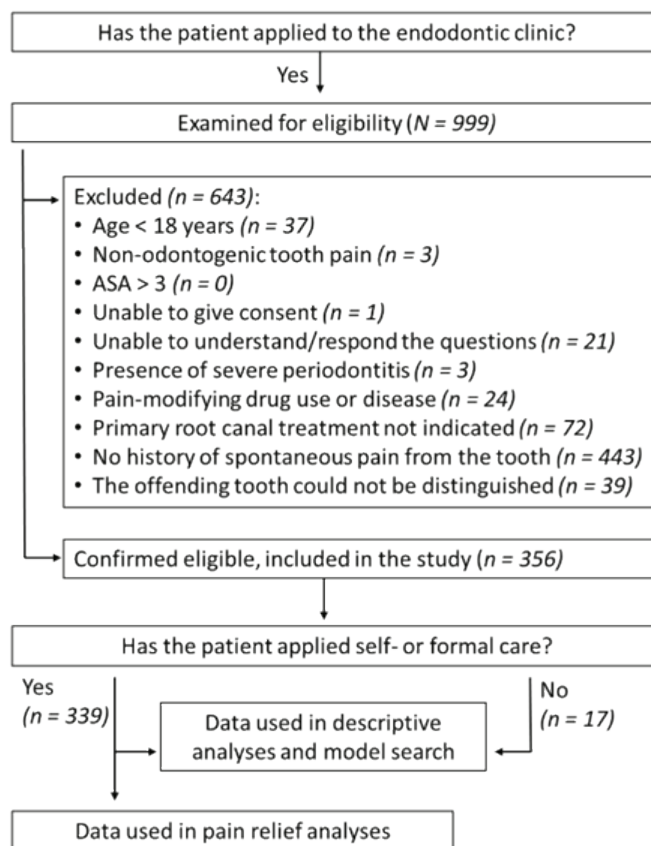 Has the patient applied to the endodontic clinic?
Yes
Examined for eligibility (N = 999)
Excluded (n = 643):
• Age < 18 years (n = 37)
• Non-odontogenic tooth pain (n = 3)
• ASA > 3 (n = 0)
• Unable to give consent (n = 1)
• Unable to understand/respond the questions (n = 21)
• Presence of severe periodontitis (n = 3)
• Pain-modifying drug use or disease (n = 24)
• Primary root canal treatment not indicated (n = 72)
• No history of spontaneous pain from the tooth (n = 443)
• The offending tooth could not be distinguished (n = 39)
Confirmed eligible, included in the study (n = 356)
Has the patient applied self- or formal care?
Yes
(n = 339)
No
(n = 17)
Data used in descriptive
analyses and model search
Data used in pain relief analyses